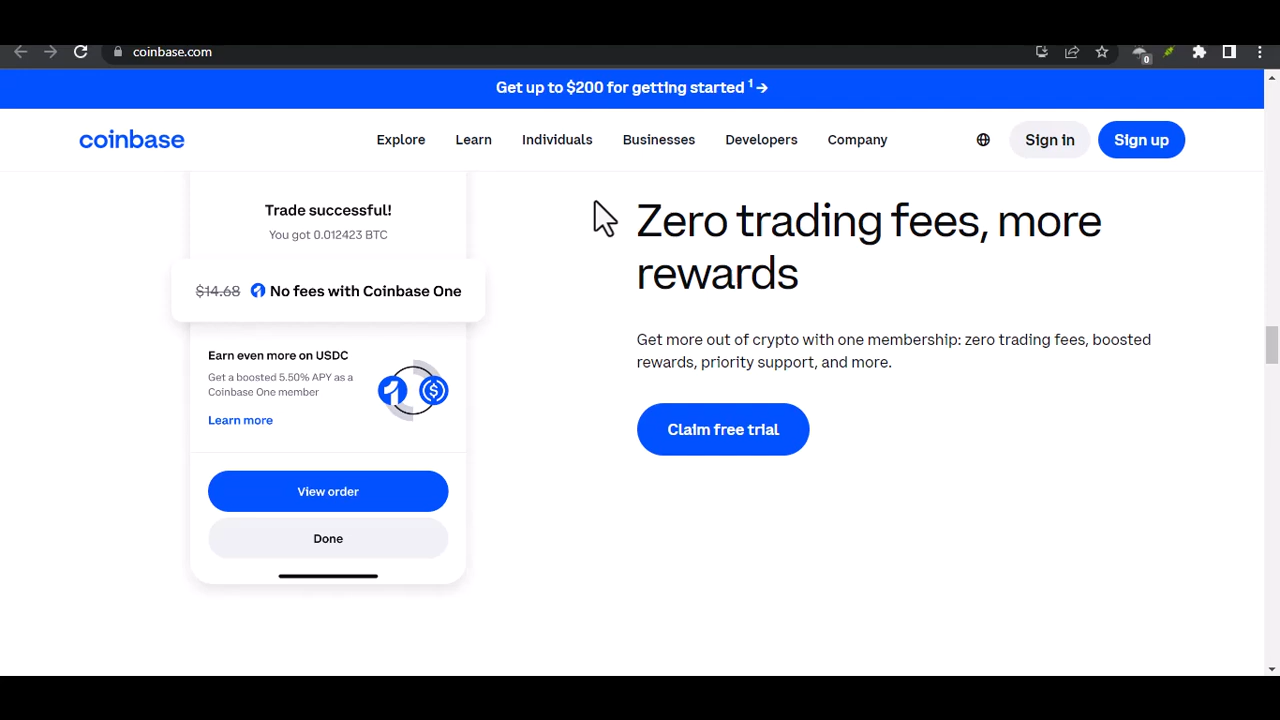 coinbase.com
0
Get up to $200 for getting started ¹ →
coinbase
Explore
Learn
Individuals
Businesses
Developers
Company
Sign in
Sign up
Trade successful!
You got 0.012423 BTC
$14.68 No fees with Coinbase One
Earn even more on USDC
Get a boosted 5.50% APY as a
Coinbase One member
Learn more
View order
Done
Zero trading fees, more
rewards
Get more out of crypto with one membership: zero trading fees, boosted
rewards, priority support, and more.
Claim free trial